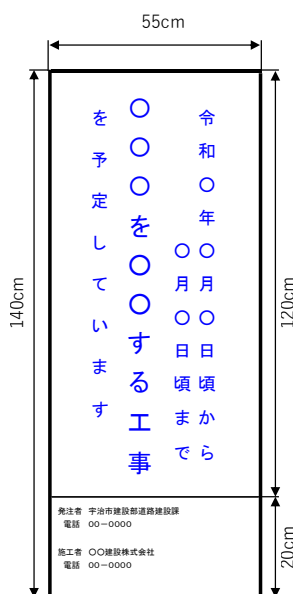 55cm
140cm
120cm
20cm
令和〇年〇月〇日頃から
〇月〇日頃まで
〇〇〇を〇〇する工事
を予定しています
発注者 宇治市建設部道路建設課
電話 00－0000
施工者 〇〇建設株式会社
電話 00－0000